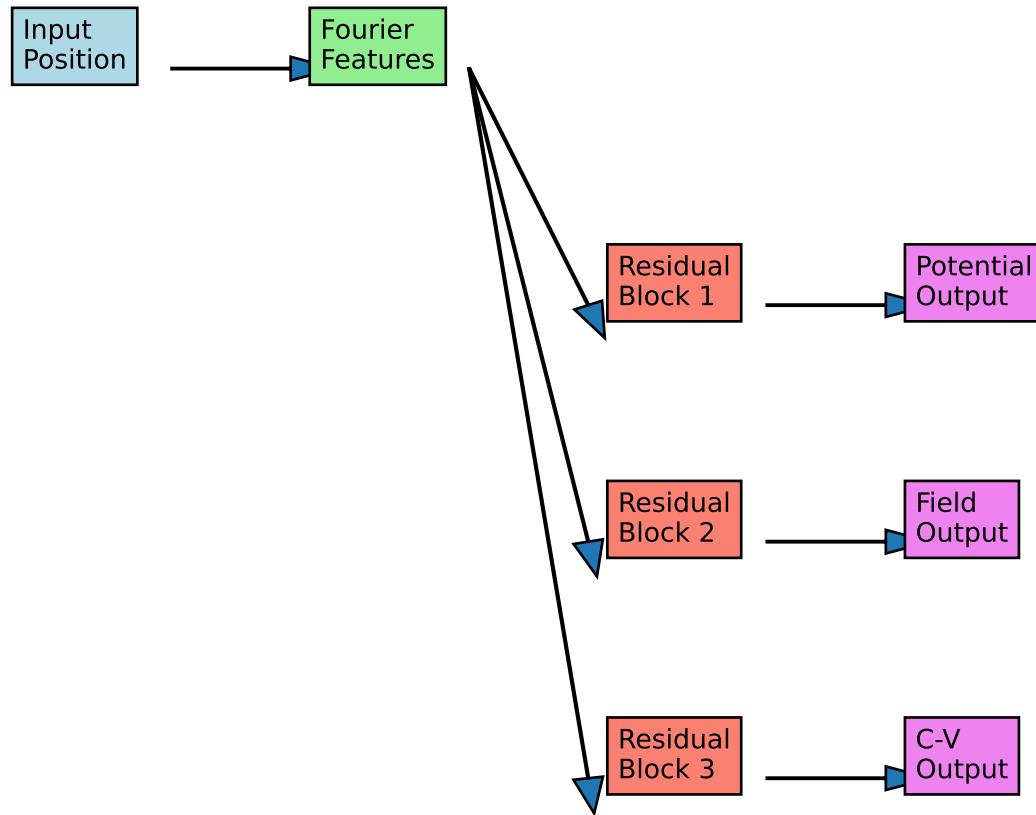 Input
Position
Fourier
Features
Residual
Block 1
Potential
Output
Residual
Block 2
Field
Output
Residual
Block 3
C-V
Output